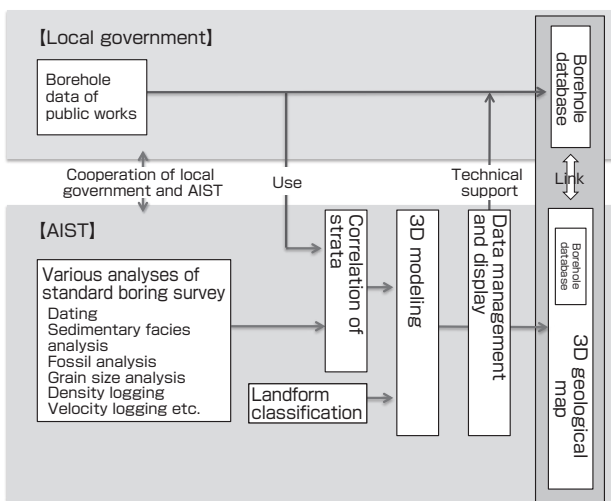 【Local government】
Borehole
data of
public works
Borehole
database
Cooperation of local
government and AIST
Use
Technical
support
Link
【AIST】
Various analyses of
standard boring survey
Dating
Sedimentary facies
analysis
Fossil analysis
Grain size analysis
Density logging
Velocity logging etc.
Landform
classification
Correlation of
strata
3D modeling
Data management
and display
Borehole
database
3D geological
map